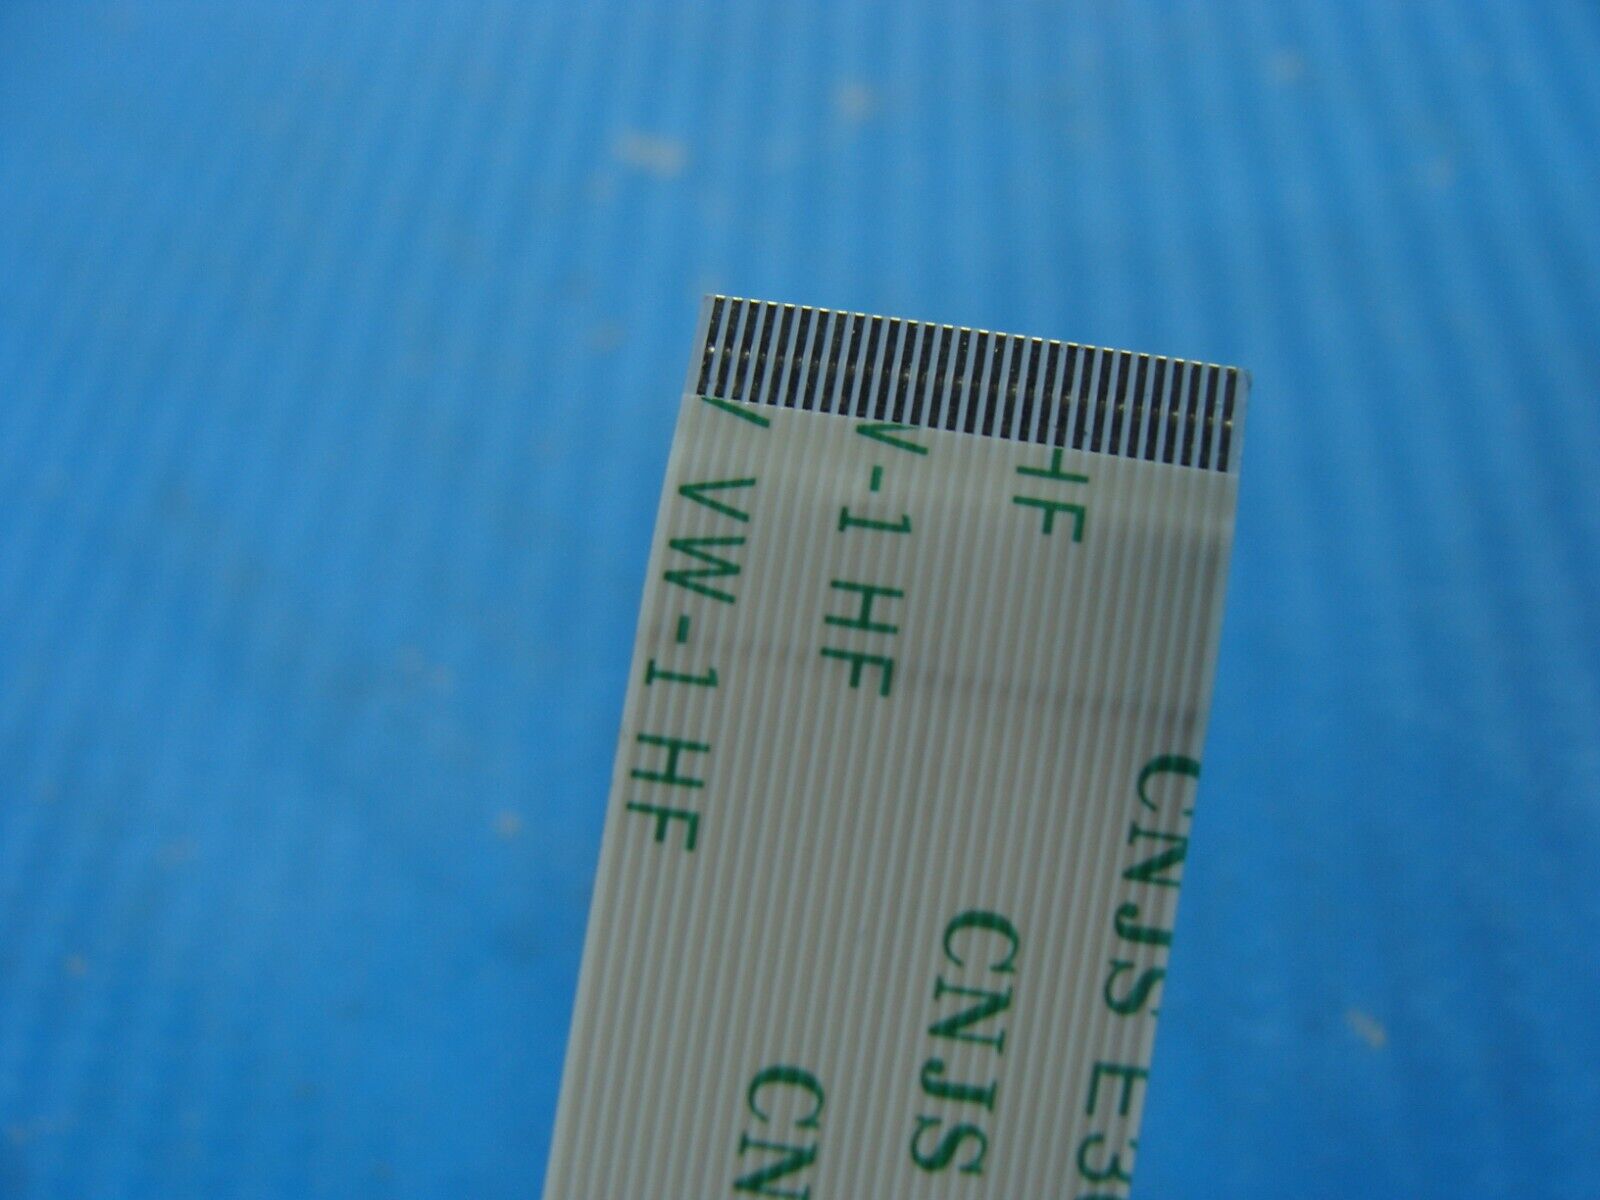 HF
CNJS E3
V-1 HF
CNJS
V VW-1 HF
CN